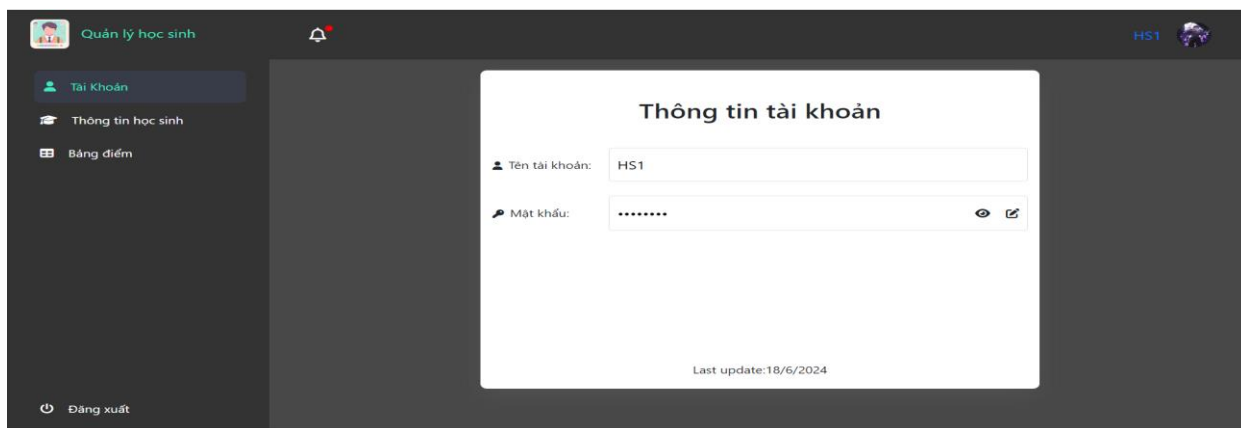 Quản lý học sinh
HS1
Tài Khoản
Thông tin học sinh
Bảng điểm
Đăng xuất
Thông tin tài khoản
Tên tài khoản: HS1
Mật khẩu: ••••••••
Last update:18/6/2024